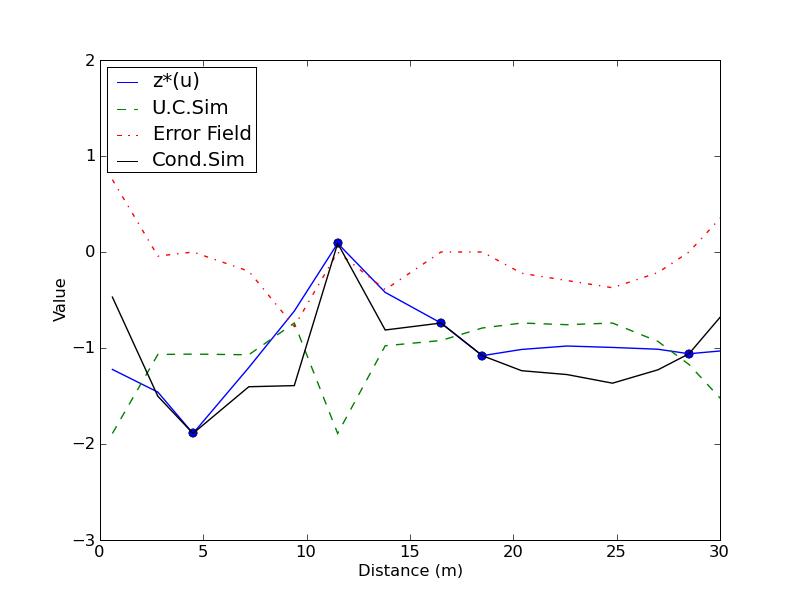 2
1
0
−1
−2
−3
Value
z*(u)
U.C.Sim
Error Field
Cond.Sim
0 5 10 15 20 25 30
Distance (m)